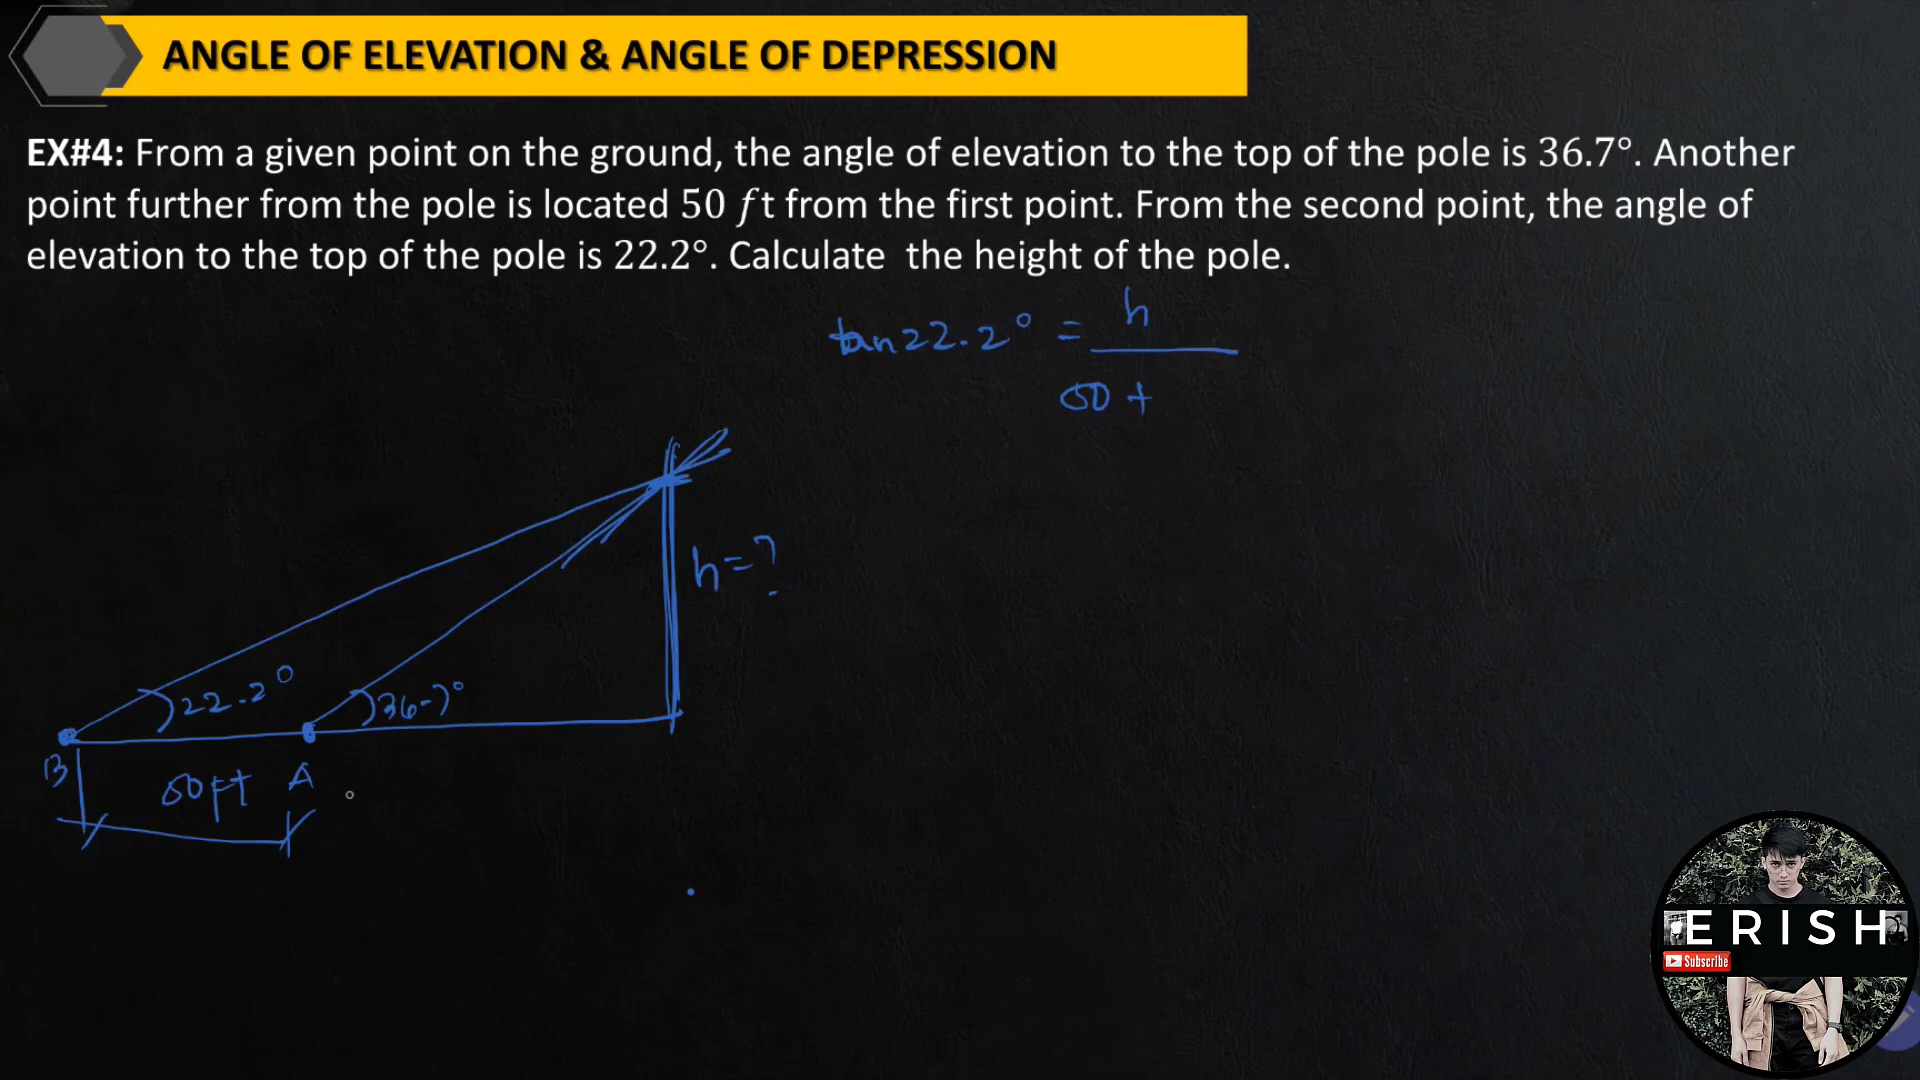 ANGLE OF ELEVATION & ANGLE OF DEPRESSION
EX#4: From a given point on the ground, the angle of elevation to the top of the pole is 36.7°. Another
point further from the pole is located 50 ft from the first point. From the second point, the angle of
elevation to the top of the pole is 22.2°. Calculate the height of the pole.
tan 22.2° = h
50 +
h = ?
22.2°
36.7°
B
50ft
A
ERISH
Subscribe